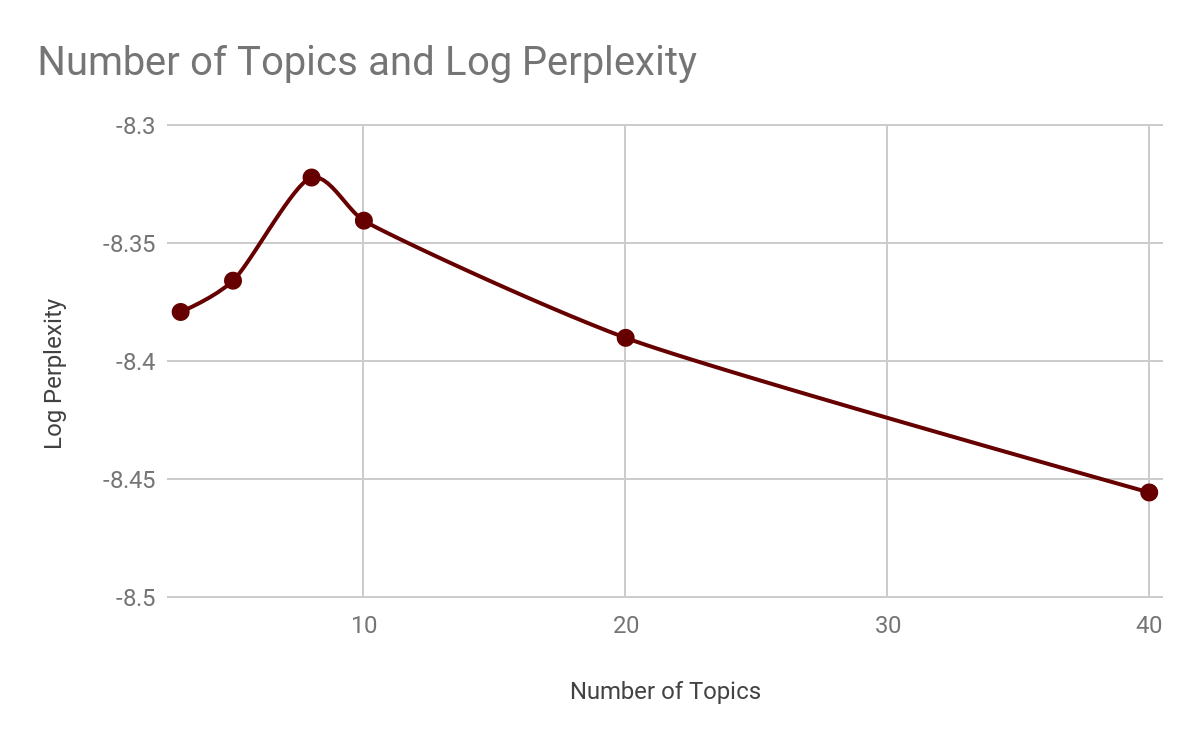 Number of Topics and Log Perplexity
-8.3
-8.35
-8.4
-8.45
-8.5
Log Perplexity
10 20 30 40
Number of Topics